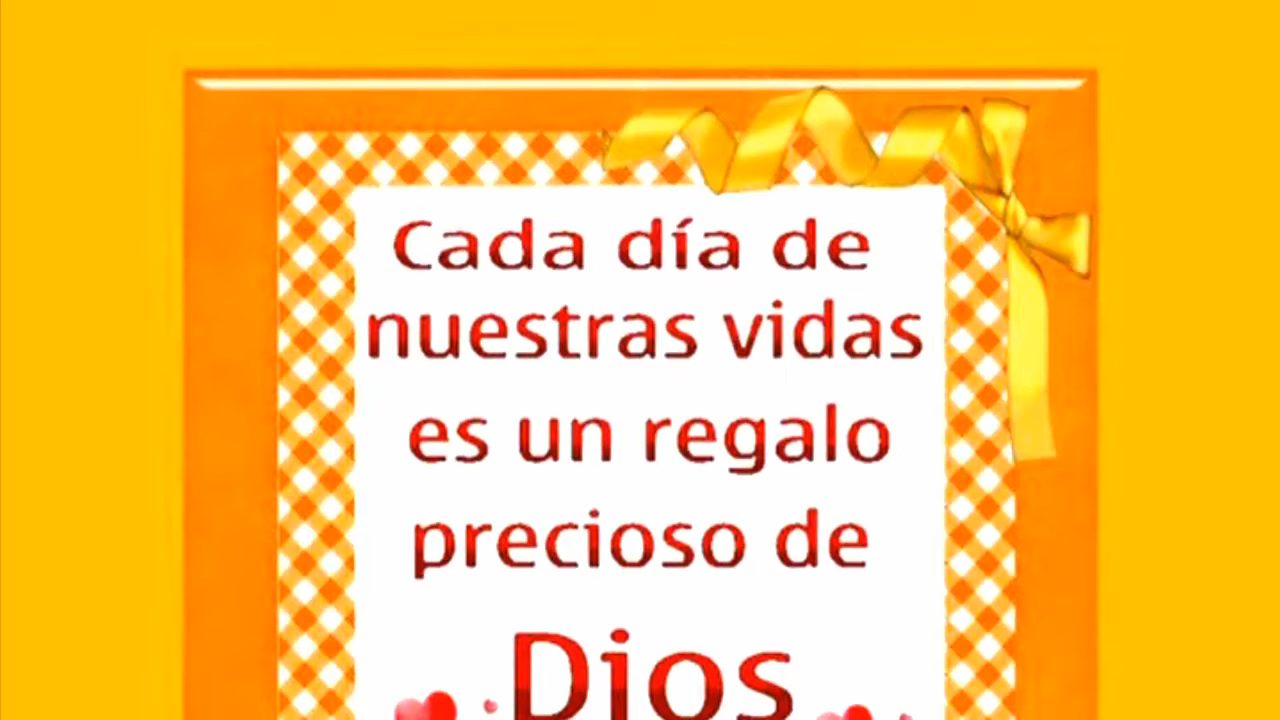 Cada día de
nuestras vidas
es un regalo
precioso de
Dios